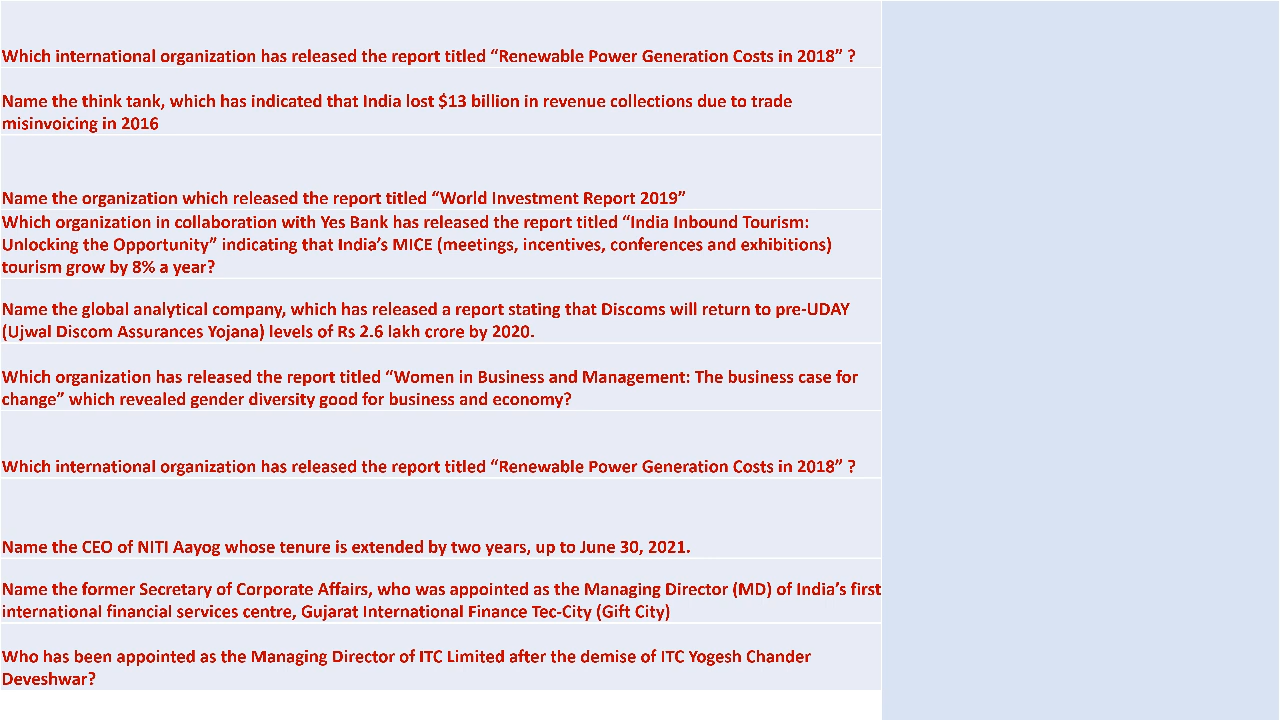 Which international organization has released the report titled “Renewable Power Generation Costs in 2018” ?
Name the think tank, which has indicated that India lost $13 billion in revenue collections due to trade
misinvoicing in 2016
Name the organization which released the report titled “World Investment Report 2019”
Which organization in collaboration with Yes Bank has released the report titled “India Inbound Tourism:
Unlocking the Opportunity” indicating that India’s MICE (meetings, incentives, conferences and exhibitions)
tourism grow by 8% a year?
Name the global analytical company, which has released a report stating that Discoms will return to pre-UDAY
(Ujwal Discom Assurances Yojana) levels of Rs 2.6 lakh crore by 2020.
Which organization has released the report titled “Women in Business and Management: The business case for
change” which revealed gender diversity good for business and economy?
Which international organization has released the report titled “Renewable Power Generation Costs in 2018” ?
Name the CEO of NITI Aayog whose tenure is extended by two years, up to June 30, 2021.
Name the former Secretary of Corporate Affairs, who was appointed as the Managing Director (MD) of India’s first
international financial services centre, Gujarat International Finance Tec-City (Gift City)
Who has been appointed as the Managing Director of ITC Limited after the demise of ITC Yogesh Chander
Deveshwar?